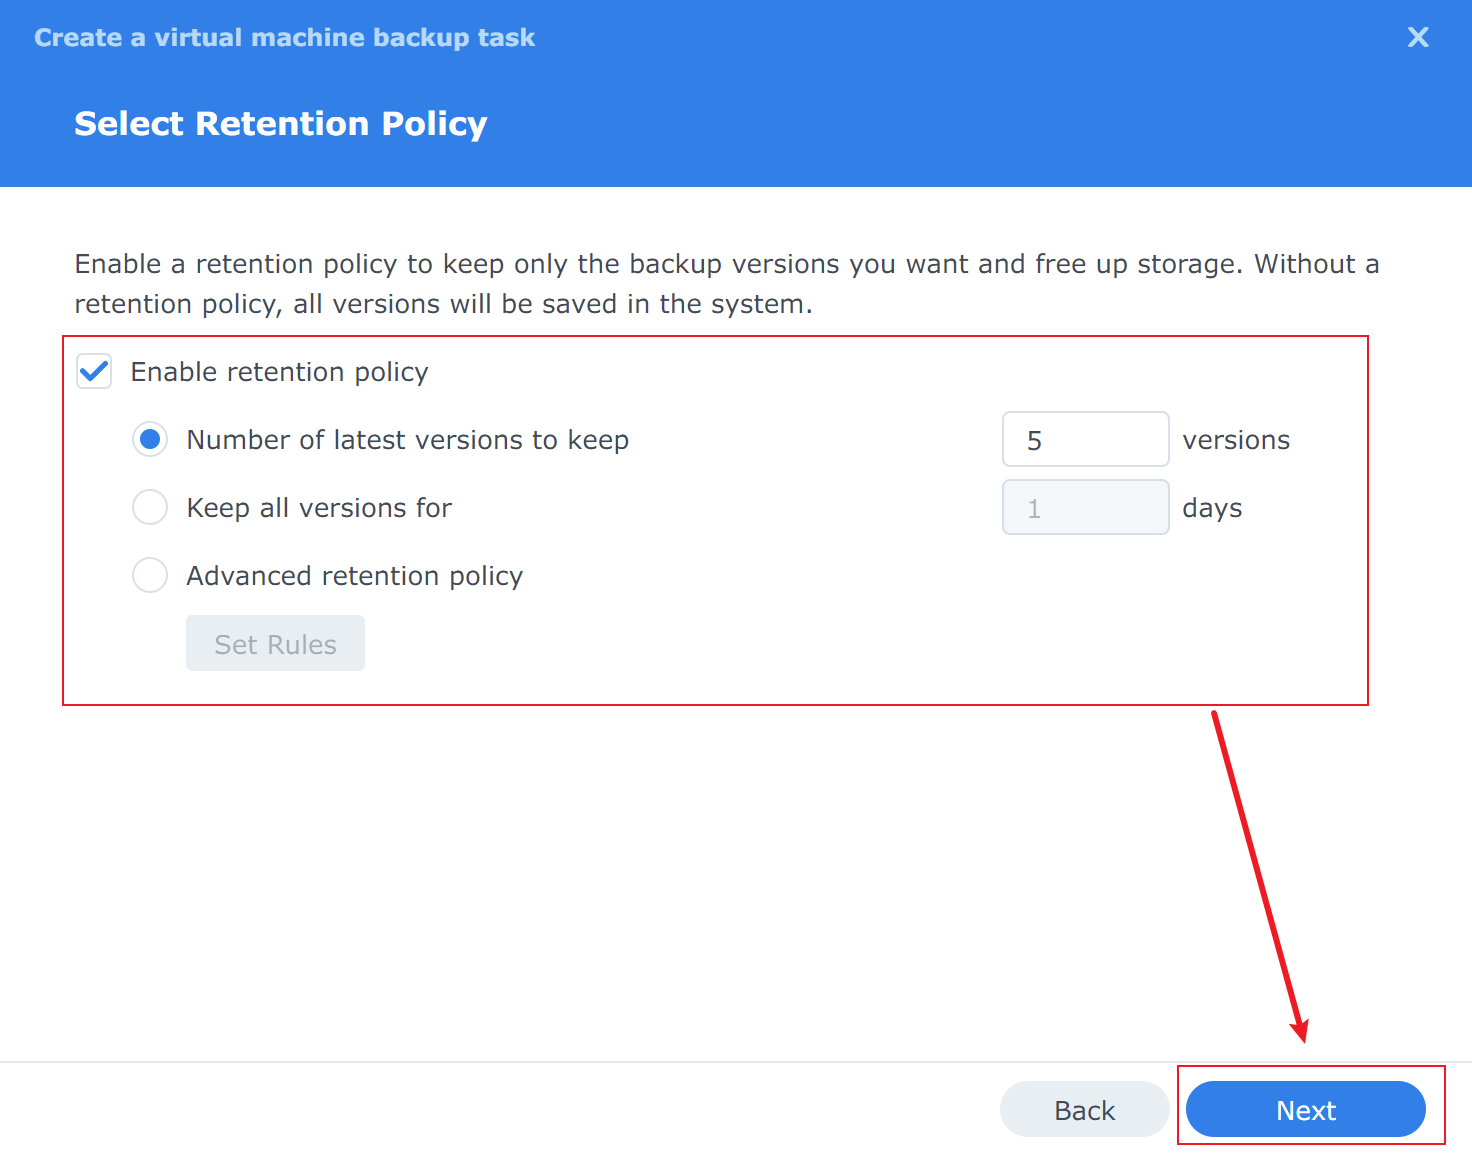 Create a virtual machine backup task
Select Retention Policy
Enable a retention policy to keep only the backup versions you want and free up storage. Without a
retention policy, all versions will be saved in the system.
Enable retention policy
Number of latest versions to keep 5 versions
Keep all versions for 1 days
Advanced retention policy
Set Rules
Back Next